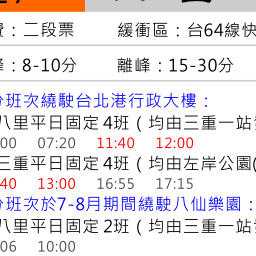 二段票 緩衝區：台64線快
：8-10分 離峰：15-30分
班次繞駛台北港行政大樓：
八里平日固定 4班（均由三重一站
00 07:20 11:40 12:00
三重平日固定 4班（均由左岸公園(
40 13:00 16:55 17:15
班次於7-8月期間繞駛八仙樂園：
八里平日固定 2班（均由三重一站
06 10:00